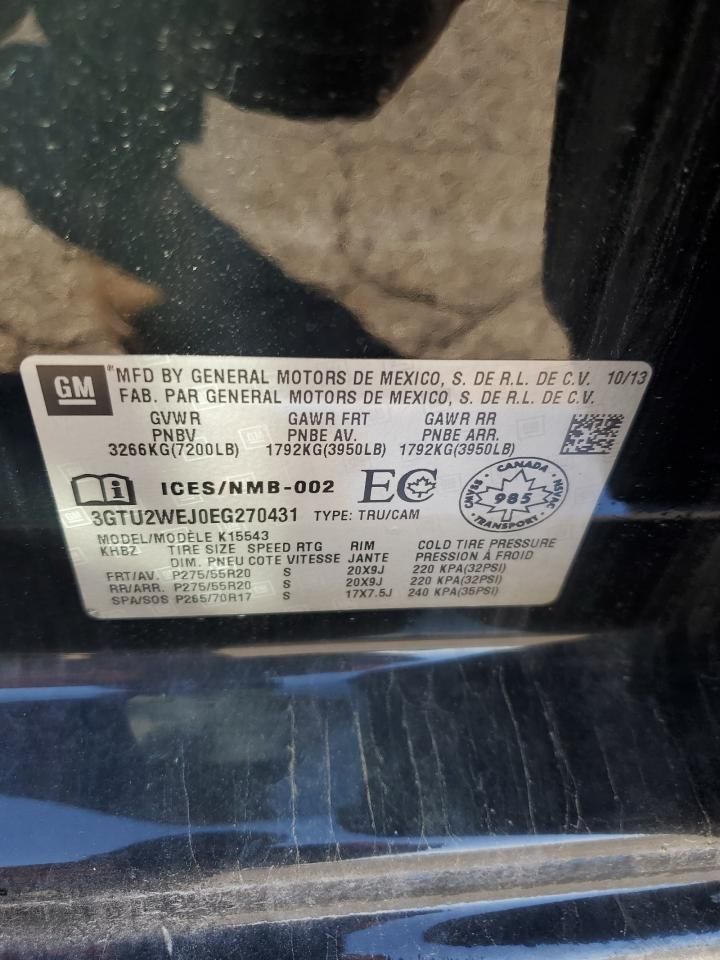 GM
® MFD BY GENERAL MOTORS DE MEXICO, S. DE R.L. DE C.V. 10/13
FAB. PAR GENERAL MOTORS DE MEXICO, S. DE R.L. DE C.V.
GVWR GAWR FRT GAWR RR
PNBV PNBE AV. PNBE ARR.
3266KG(7200LB) 1792KG(3950LB) 1792KG(3950LB)
ICES/NMB-002 EC
CANADA
CMVSS NSVAC
985
TRANSPORT
3GTU2WEJ0EG270431 TYPE: TRU/CAM
MODEL/MODÈLE K15543
KHBZ TIRE SIZE SPEED RTG RIM COLD TIRE PRESSURE
DIM. PNEU COTE VITESSE JANTE PRESSION À FROID
FRT/AV. P275/55R20 S 20X9J 220 KPA(32PSI)
RR/ARR. P275/55R20 S 20X9J 220 KPA(32PSI)
SPA/SOS P265/70R17 S 17X7.5J 240 KPA(35PSI)